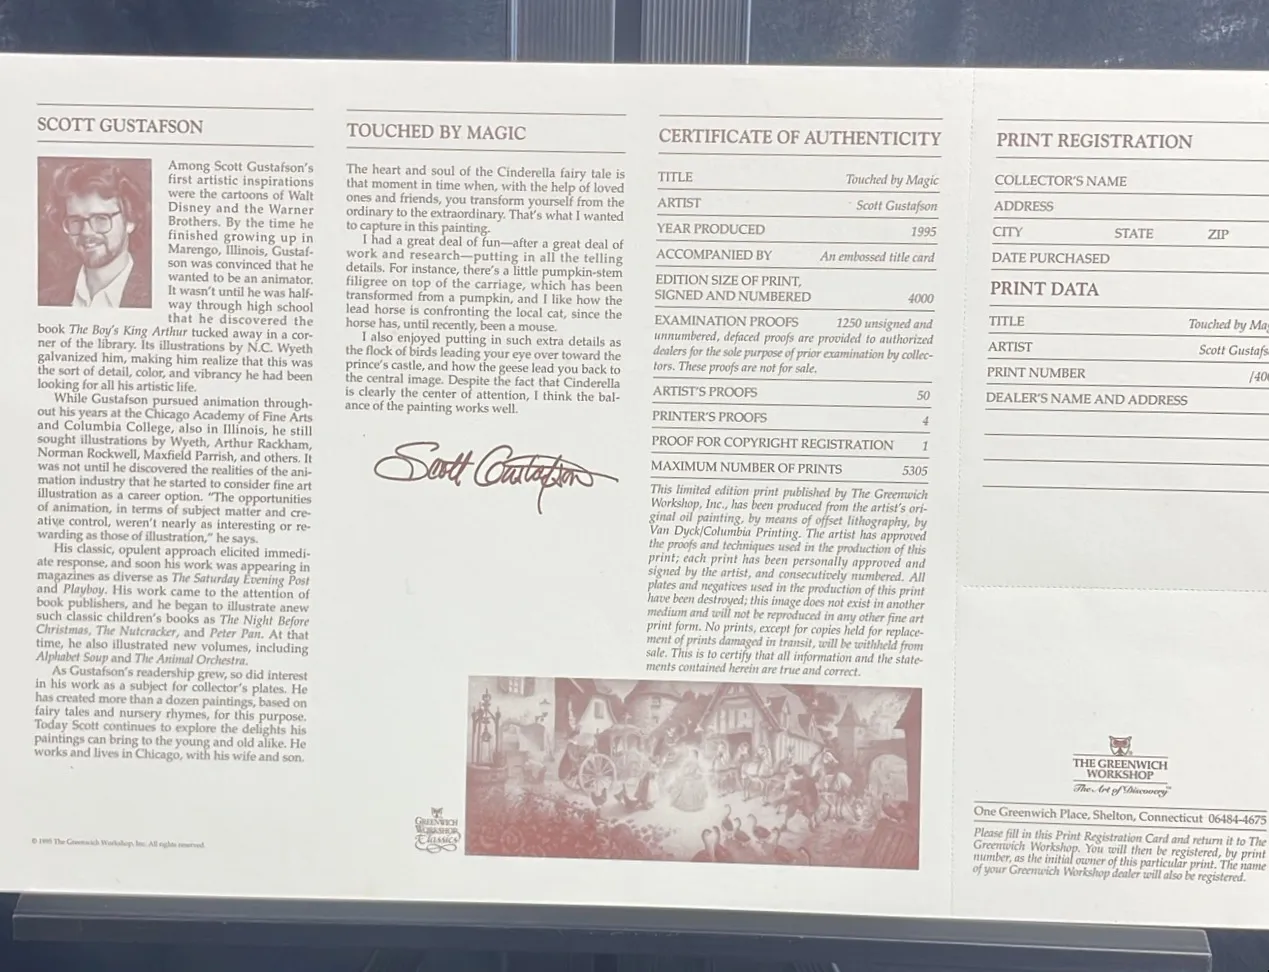 SCOTT GUSTAFSON
Among Scott Gustafson's
first artistic inspirations
were the cartoons of Walt
Disney and the Warner
Brothers. By the time he
finished growing up in
Marengo, Illinois, Gustaf-
son was convinced that he
wanted to be an animator.
It wasn't until he was half-
way through high school
that he discovered the
book The Boy's King Arthur tucked away in a cor-
ner of the library. Its illustrations by N.C. Wyeth
galvanized him, making him realize that this was
the sort of detail, color, and vibrancy he had been
looking for all his artistic life.
While Gustafson pursued animation through-
out his years at the Chicago Academy of Fine Arts
and Columbia College, also in Illinois, he still
sought illustrations by Wyeth, Arthur Rackham,
Norman Rockwell, Maxfield Parrish, and others. It
was not until he discovered the realities of the ani-
mation industry that he started to consider fine art
illustration as a career option. "The opportunities
of animation, in terms of subject matter and cre-
ative control, weren't nearly as interesting or re-
warding as those of illustration," he says.
His classic, opulent approach elicited immedi-
ate response, and soon his work was appearing in
magazines as diverse as The Saturday Evening Post
and Playboy. His work came to the attention of
book publishers, and he began to illustrate anew
such classic children's books as The Night Before
Christmas, The Nutcracker, and Peter Pan. At that
time, he also illustrated new volumes, including
Alphabet Soup and The Animal Orchestra.
As Gustafson's readership grew, so did interest
in his work as a subject for collector's plates. He
has created more than a dozen paintings, based on
fairy tales and nursery rhymes, for this purpose.
Today Scott continues to explore the delights his
paintings can bring to the young and old alike. He
works and lives in Chicago, with his wife and son.
© 1995 The Greenwich Workshop, Inc. All rights reserved.
TOUCHED BY MAGIC
The heart and soul of the Cinderella fairy tale is
that moment in time when, with the help of loved
ones and friends, you transform yourself from the
ordinary to the extraordinary. That's what I wanted
to capture in this painting.
I had a great deal of fun—after a great deal of
work and research—putting in all the telling
details. For instance, there's a little pumpkin-stem
filigree on top of the carriage, which has been
transformed from a pumpkin, and I like how the
lead horse is confronting the local cat, since the
horse has, until recently, been a mouse.
I also enjoyed putting in such extra details as
the flock of birds leading your eye over toward the
prince's castle, and how the geese lead you back to
the central image. Despite the fact that Cinderella
is clearly the center of attention, I think the bal-
ance of the painting works well.
Scott Gustafson
GREENWICH
WORKSHOP
Classics
CERTIFICATE OF AUTHENTICITY
TITLE Touched by Magic
ARTIST Scott Gustafson
YEAR PRODUCED 1995
ACCOMPANIED BY An embossed title card
EDITION SIZE OF PRINT,
SIGNED AND NUMBERED 4000
EXAMINATION PROOFS 1250 unsigned and
unnumbered, defaced proofs are provided to authorized
dealers for the sole purpose of prior examination by collec-
tors. These proofs are not for sale.
ARTIST'S PROOFS 50
PRINTER'S PROOFS 4
PROOF FOR COPYRIGHT REGISTRATION 1
MAXIMUM NUMBER OF PRINTS 5305
This limited edition print published by The Greenwich
Workshop, Inc., has been produced from the artist's ori-
ginal oil painting, by means of offset lithography, by
Van Dyck/Columbia Printing. The artist has approved
the proofs and techniques used in the production of this
print; each print has been personally approved and
signed by the artist, and consecutively numbered. All
plates and negatives used in the production of this print
have been destroyed; this image does not exist in another
medium and will not be reproduced in any other fine art
print form. No prints, except for copies held for replace-
ment of prints damaged in transit, will be withheld from
sale. This is to certify that all information and the state-
ments contained herein are true and correct.
PRINT REGISTRATION
COLLECTOR'S NAME
ADDRESS
CITY STATE ZIP
DATE PURCHASED
PRINT DATA
TITLE Touched by Mag
ARTIST Scott Gustafs
PRINT NUMBER /400
DEALER'S NAME AND ADDRESS
THE GREENWICH
WORKSHOP
The Art of Discovery™
One Greenwich Place, Shelton, Connecticut 06484-4675
Please fill in this Print Registration Card and return it to The
Greenwich Workshop. You will then be registered, by print
number, as the initial owner of this particular print. The name
of your Greenwich Workshop dealer will also be registered.